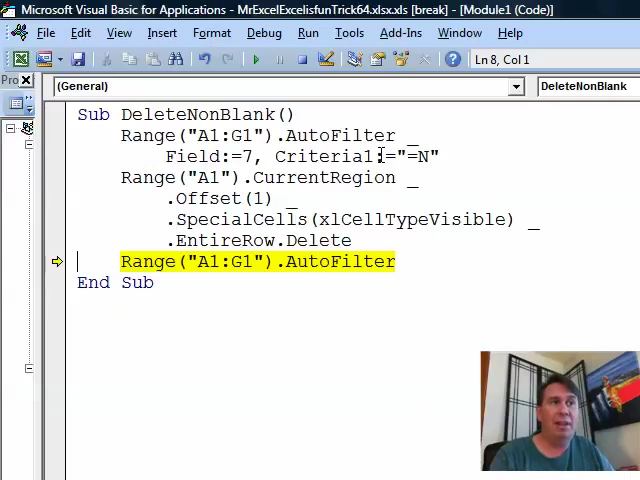 Microsoft Visual Basic for Applications - MrExcelExcelisfunTrick64.xlsx.xls [break] - [Module1 (Code)]
File Edit View Insert Format Debug Run Tools Add-Ins Window Help
Ln 8, Col 1
Pro
(General) DeleteNonBlank
Sub DeleteNonBlank()
Range("A1:G1").AutoFilter _
Field:=7, Criteria1:="=N"
Range("A1").CurrentRegion _
.Offset(1) _
.SpecialCells(xlCellTypeVisible) _
.EntireRow.Delete
Range("A1:G1").AutoFilter
End Sub